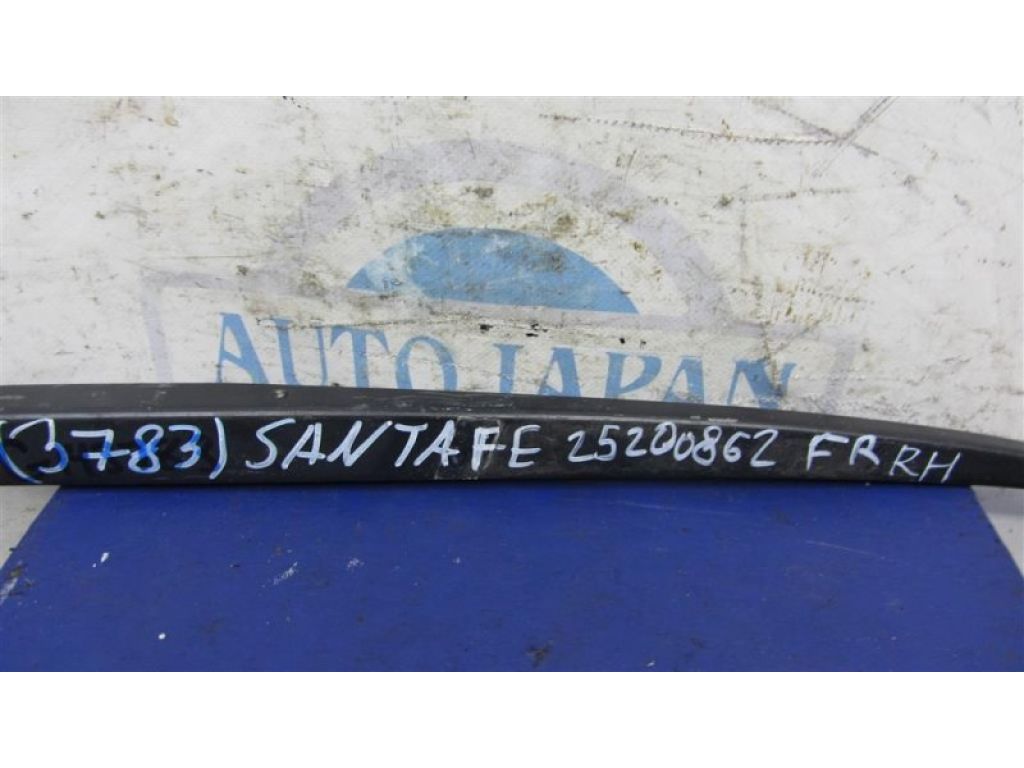 AUTO JAPAN
(3783) SANTAFE 25200862 FR RH